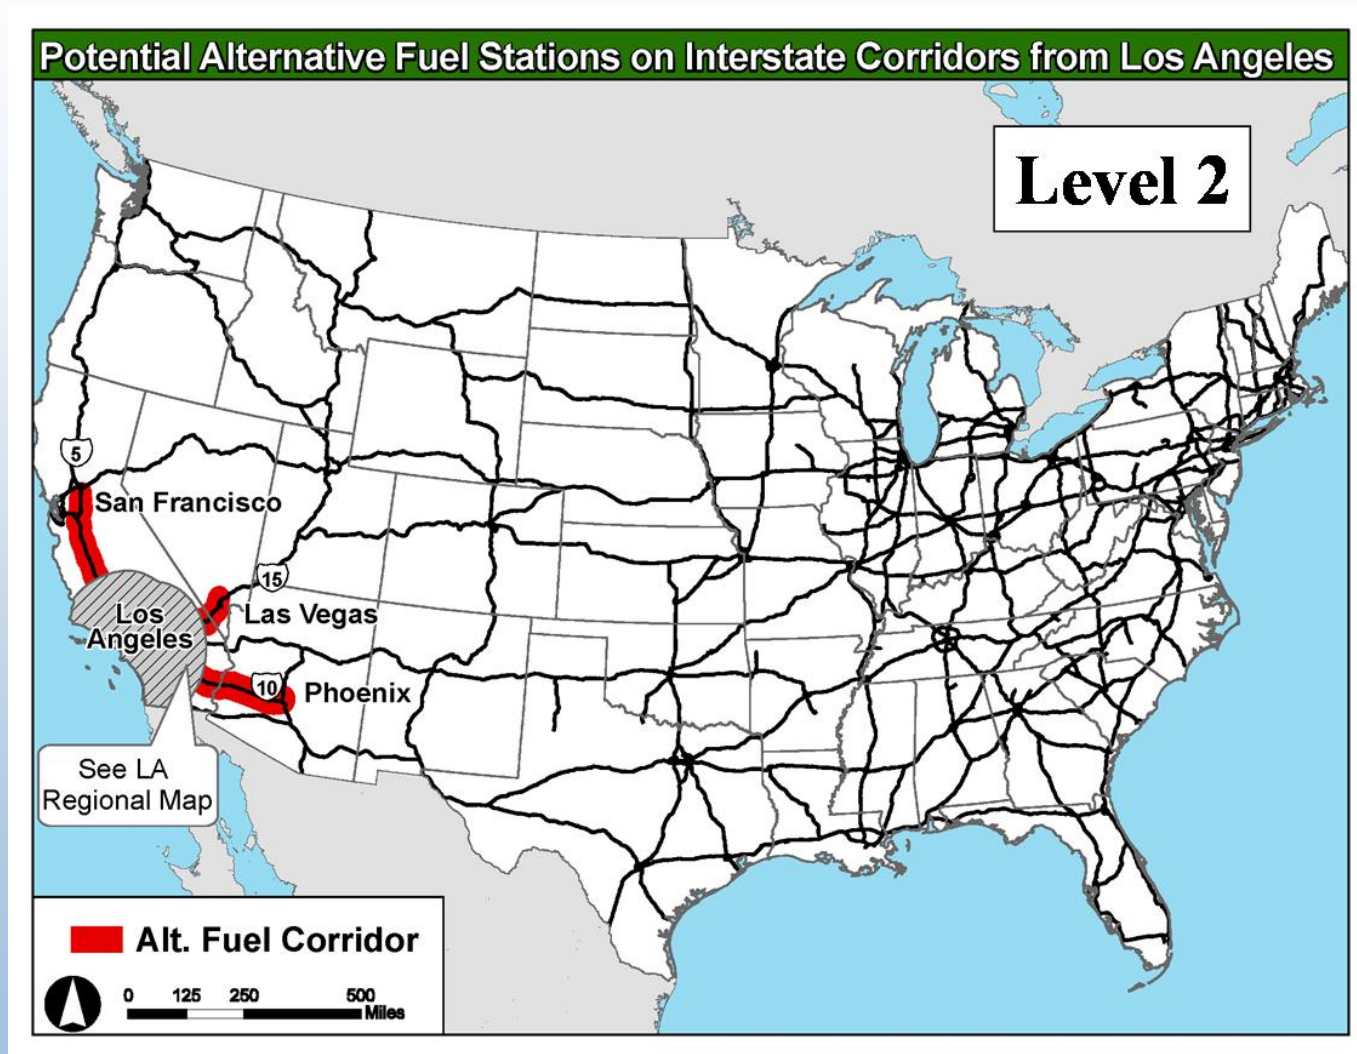 Potential Alternative Fuel Stations on Interstate Corridors from Los Angeles
Level 2
5
San Francisco
15
Las Vegas
Los
Angeles
10
Phoenix
See LA
Regional Map
Alt. Fuel Corridor
0 125 250 500
Miles